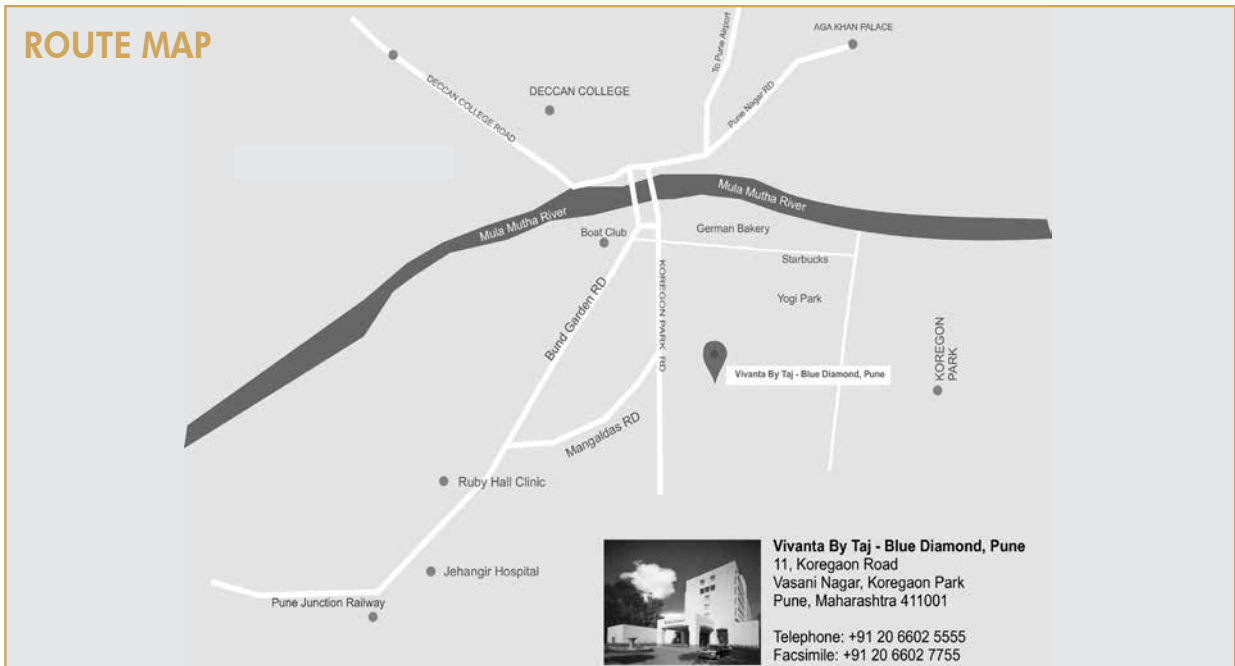 ROUTE MAP
AGA KHAN PALACE
To Pune Airport
DECCAN COLLEGE
DECCAN COLLEGE ROAD
Pune Nagar RD
Mula Mutha River
Mula Mutha River
Boat Club
German Bakery
Starbucks
Yogi Park
Bund Garden RD
KOREGON PARK RD
KOREGON
PARK
Vivanta By Taj - Blue Diamond, Pune
Mangaldas RD
Ruby Hall Clinic
Jehangir Hospital
Pune Junction Railway
Vivanta By Taj - Blue Diamond, Pune
11, Koregaon Road
Vasani Nagar, Koregaon Park
Pune, Maharashtra 411001
Telephone: +91 20 6602 5555
Facsimile: +91 20 6602 7755